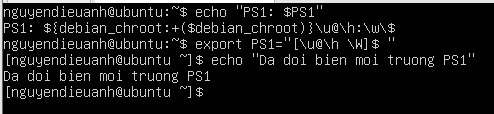 nguyendieuanh@ubuntu:~$ echo "PS1: $PS1"
PS1: ${debian_chroot:+($debian_chroot)}\u@\h:\w\$
nguyendieuanh@ubuntu:~$ export PS1="[\u@\h \W]$ "
[nguyendieuanh@ubuntu ~]$ echo "Da doi bien moi truong PS1"
Da doi bien moi truong PS1
[nguyendieuanh@ubuntu ~]$